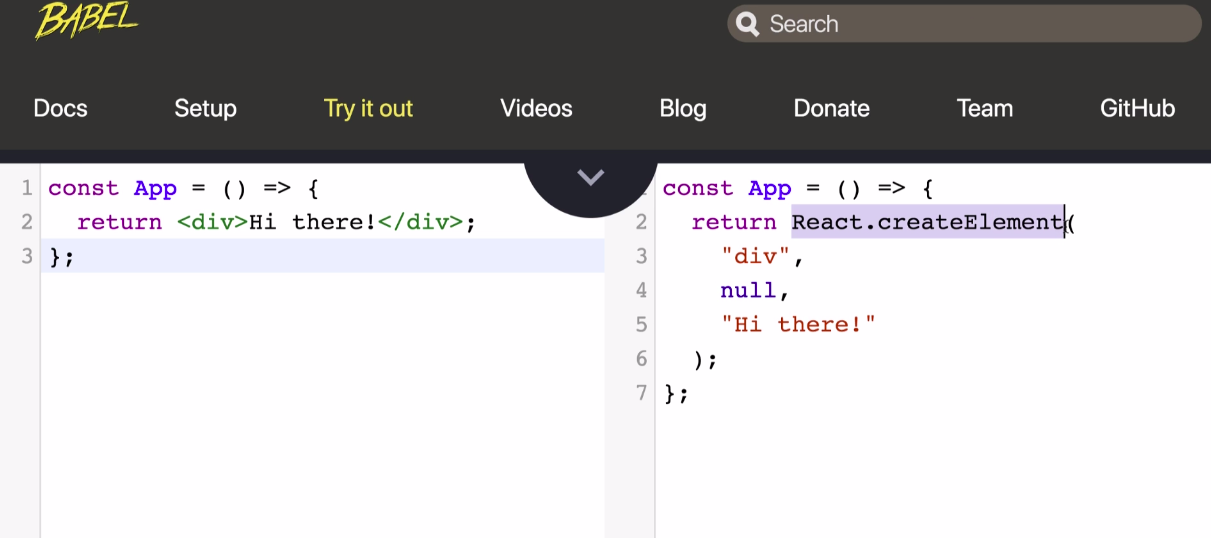 BABEL
Search
Docs Setup Try it out Videos Blog Donate Team GitHub
1 const App = () => {
2   return <div>Hi there!</div>;
3 };
const App = () => {
2   return React.createElement(
3     "div",
4     null,
5     "Hi there!"
6   );
7 };